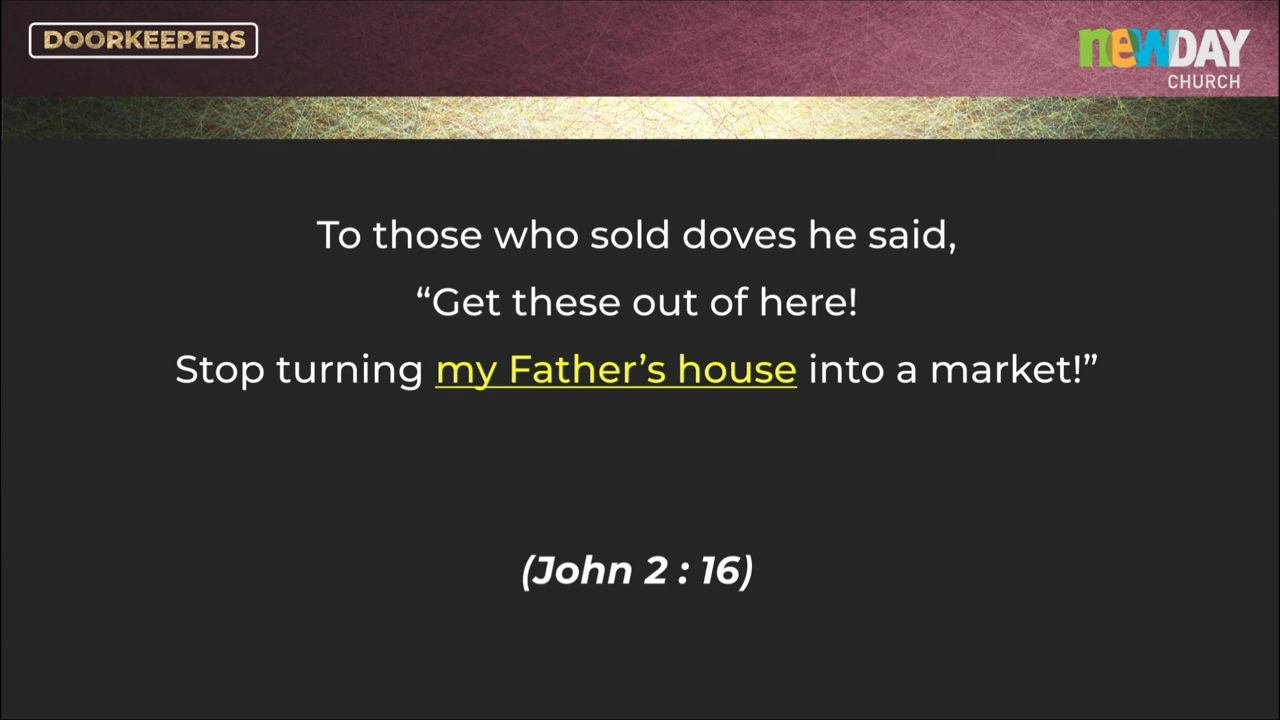 DOORKEEPERS
newDAY
CHURCH
To those who sold doves he said,
“Get these out of here!
Stop turning my Father’s house into a market!”
(John 2 : 16)